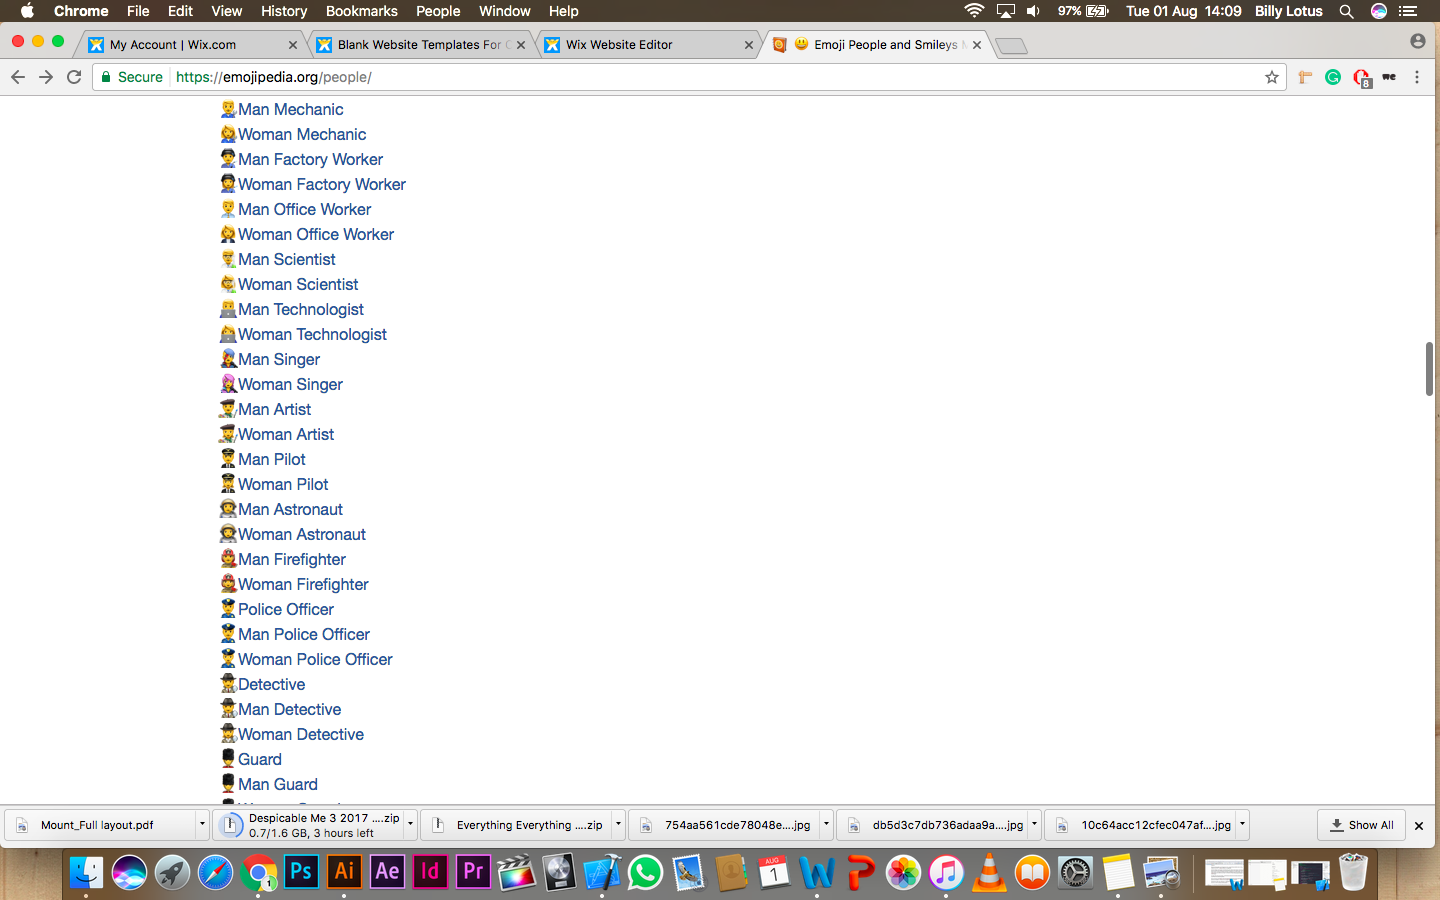 Chrome File Edit View History Bookmarks People Window Help 97% Tue 01 Aug 14:09 Billy Lotus
My Account | Wix.com Blank Website Templates For Wix Website Editor Emoji People and Smileys
Secure https://emojipedia.org/people/ 8
Man Mechanic
Woman Mechanic
Man Factory Worker
Woman Factory Worker
Man Office Worker
Woman Office Worker
Man Scientist
Woman Scientist
Man Technologist
Woman Technologist
Man Singer
Woman Singer
Man Artist
Woman Artist
Man Pilot
Woman Pilot
Man Astronaut
Woman Astronaut
Man Firefighter
Woman Firefighter
Police Officer
Man Police Officer
Woman Police Officer
Detective
Man Detective
Woman Detective
Guard
Man Guard
Mount_Full layout.pdf
Despicable Me 3 2017 ....zip
0.7/1.6 GB, 3 hours left
Everything Everything ....zip
754aa561cde78048e....jpg
db5d3c7db736adaa9a....jpg
10c64acc12cfec047af....jpg
Show All
1 Ps Ai Ae Id Pr AUG 1